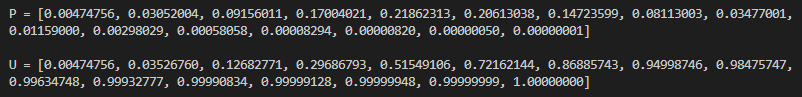 P = [0.00474756, 0.03052004, 0.09156011, 0.17004021, 0.21862313, 0.20613038, 0.14723599, 0.08113003, 0.03477001,
0.01159000, 0.00298029, 0.00058058, 0.00008294, 0.00000820, 0.00000050, 0.00000001]
U = [0.00474756, 0.03526760, 0.12682771, 0.29686793, 0.51549106, 0.72162144, 0.86885743, 0.94998746, 0.98475747,
0.99634748, 0.99932777, 0.99990834, 0.99999128, 0.99999948, 0.99999999, 1.00000000]